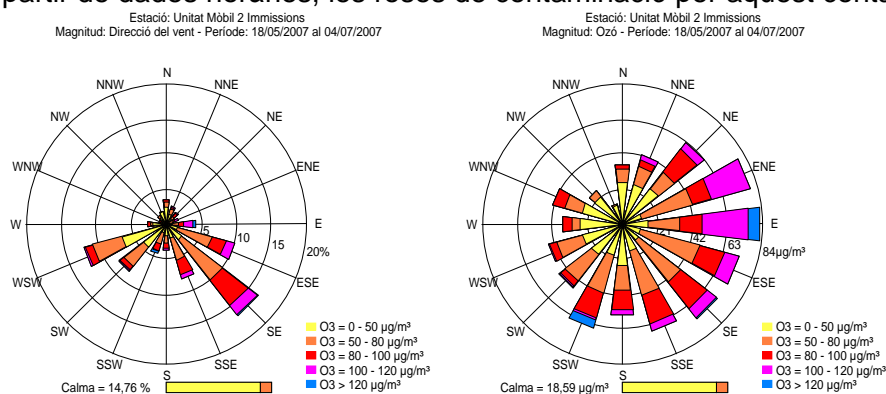 partir de dades horàries, les roses de contaminació per aquest
Estació: Unitat Mòbil 2 Immissions
Magnitud: Direcció del vent - Període: 18/05/2007 al 04/07/2007
N
NNW NNE
NW NE
WNW ENE
W E
5 10 15 20%
WSW ESE
SW SE
SSW SSE
S
O3 = 0 - 50 µg/m³
O3 = 50 - 80 µg/m³
O3 = 80 - 100 µg/m³
O3 = 100 - 120 µg/m³
O3 > 120 µg/m³
Calma = 14,76 %
Estació: Unitat Mòbil 2 Immissions
Magnitud: Ozó - Període: 18/05/2007 al 04/07/2007
N
NNW NNE
NW NE
WNW ENE
W E
21 42 63 84µg/m³
WSW ESE
SW SE
SSW SSE
S
O3 = 0 - 50 µg/m³
O3 = 50 - 80 µg/m³
O3 = 80 - 100 µg/m³
O3 = 100 - 120 µg/m³
O3 > 120 µg/m³
Calma = 18,59 µg/m³